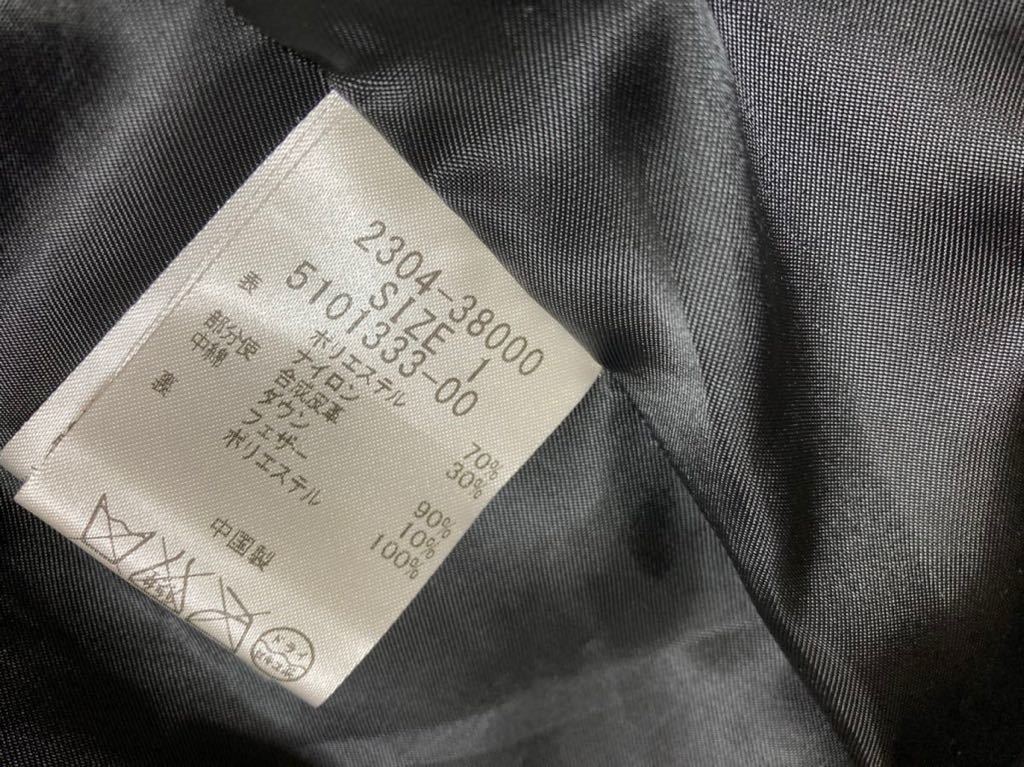 2304-38000
SIZE 1
5101333-00
表 ポリエステル 70%
ナイロン 30%
部分使 合成皮革
中綿 ダウン 90%
フェザー 10%
裏 ポリエステル 100%
中国製
ドライ